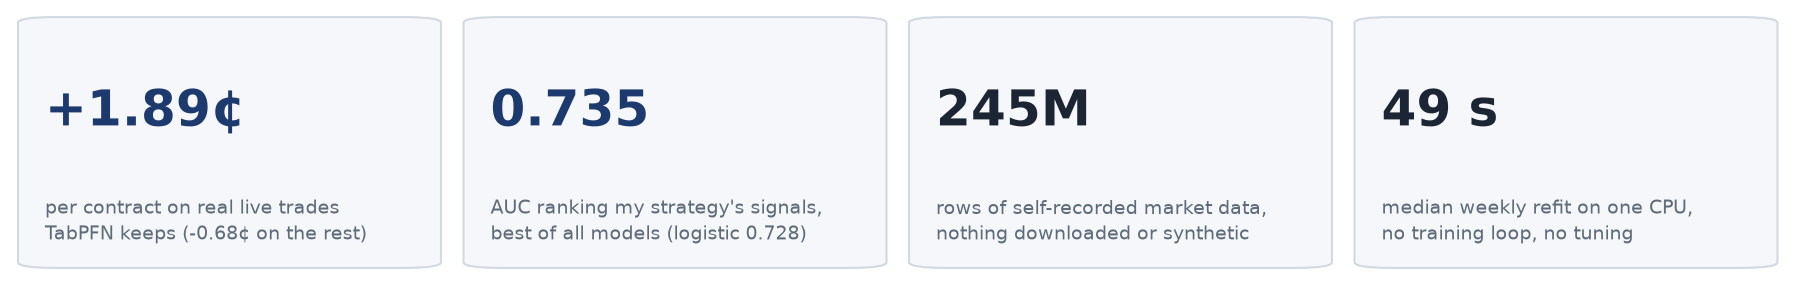 +1.89¢
per contract on real live trades
TabPFN keeps (-0.68¢ on the rest)
0.735
AUC ranking my strategy's signals,
best of all models (logistic 0.728)
245M
rows of self-recorded market data,
nothing downloaded or synthetic
49 s
median weekly refit on one CPU,
no training loop, no tuning